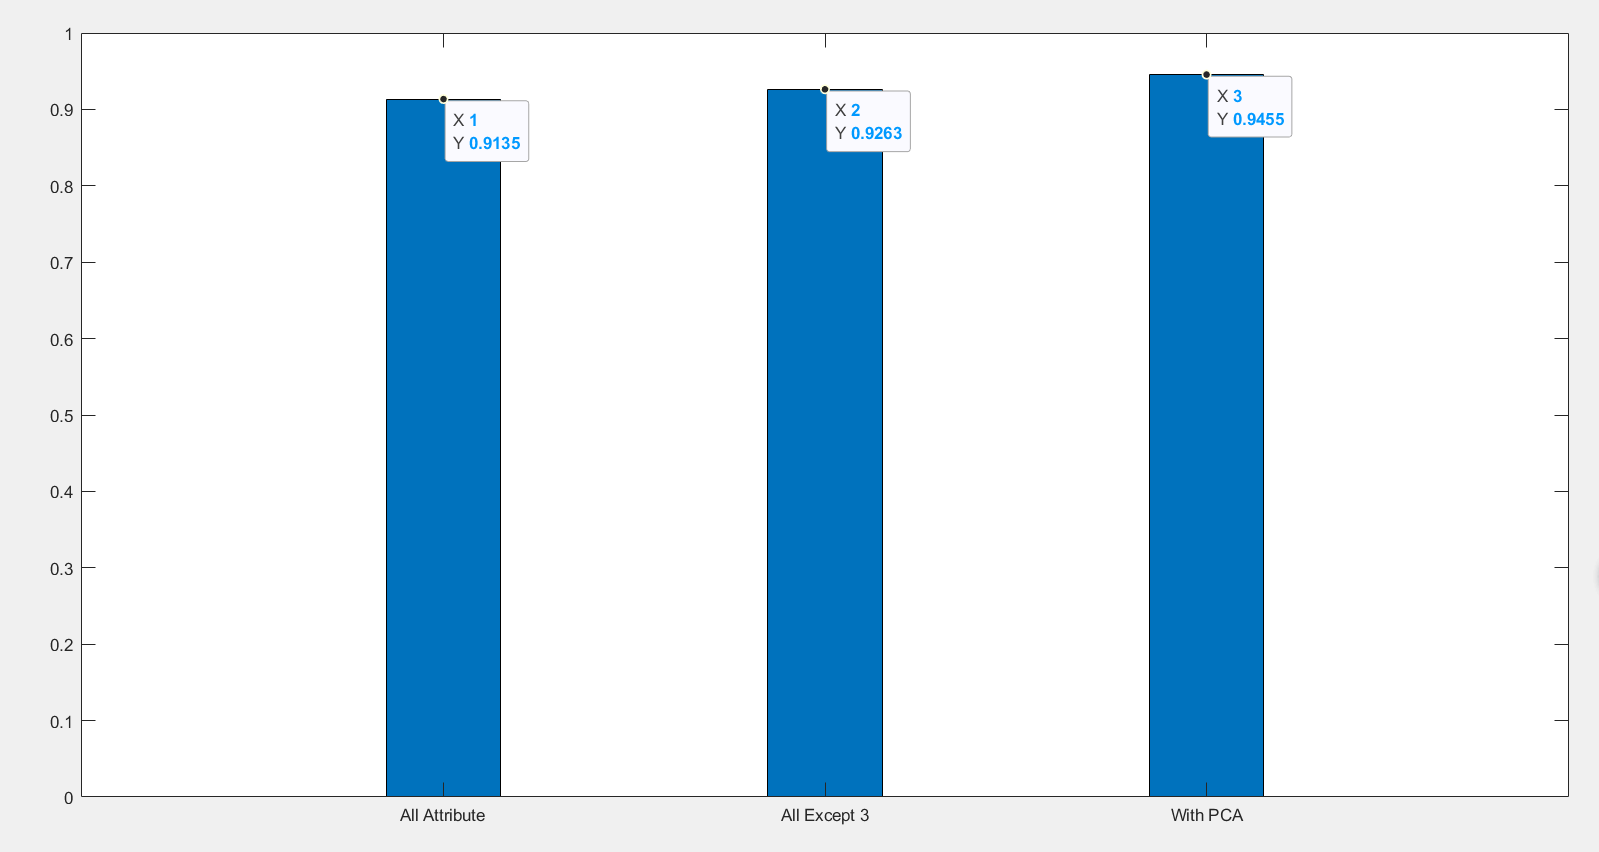 1
0.9
0.8
0.7
0.6
0.5
0.4
0.3
0.2
0.1
0
X 1
Y 0.9135
X 2
Y 0.9263
X 3
Y 0.9455
All Attribute
All Except 3
With PCA